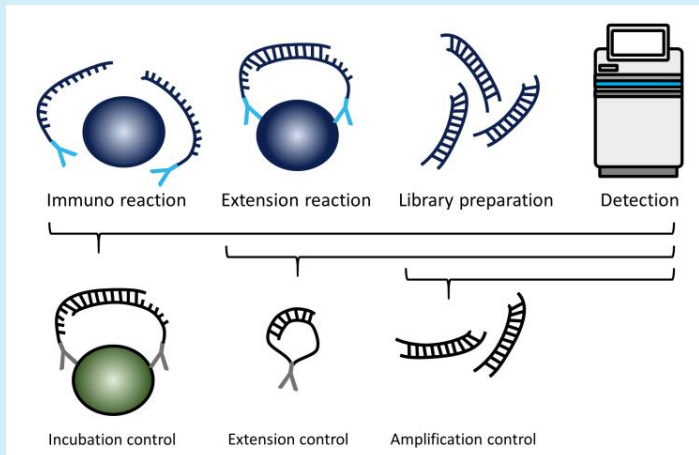 Immuno reaction
Extension reaction
Library preparation
Detection
Incubation control
Extension control
Amplification control